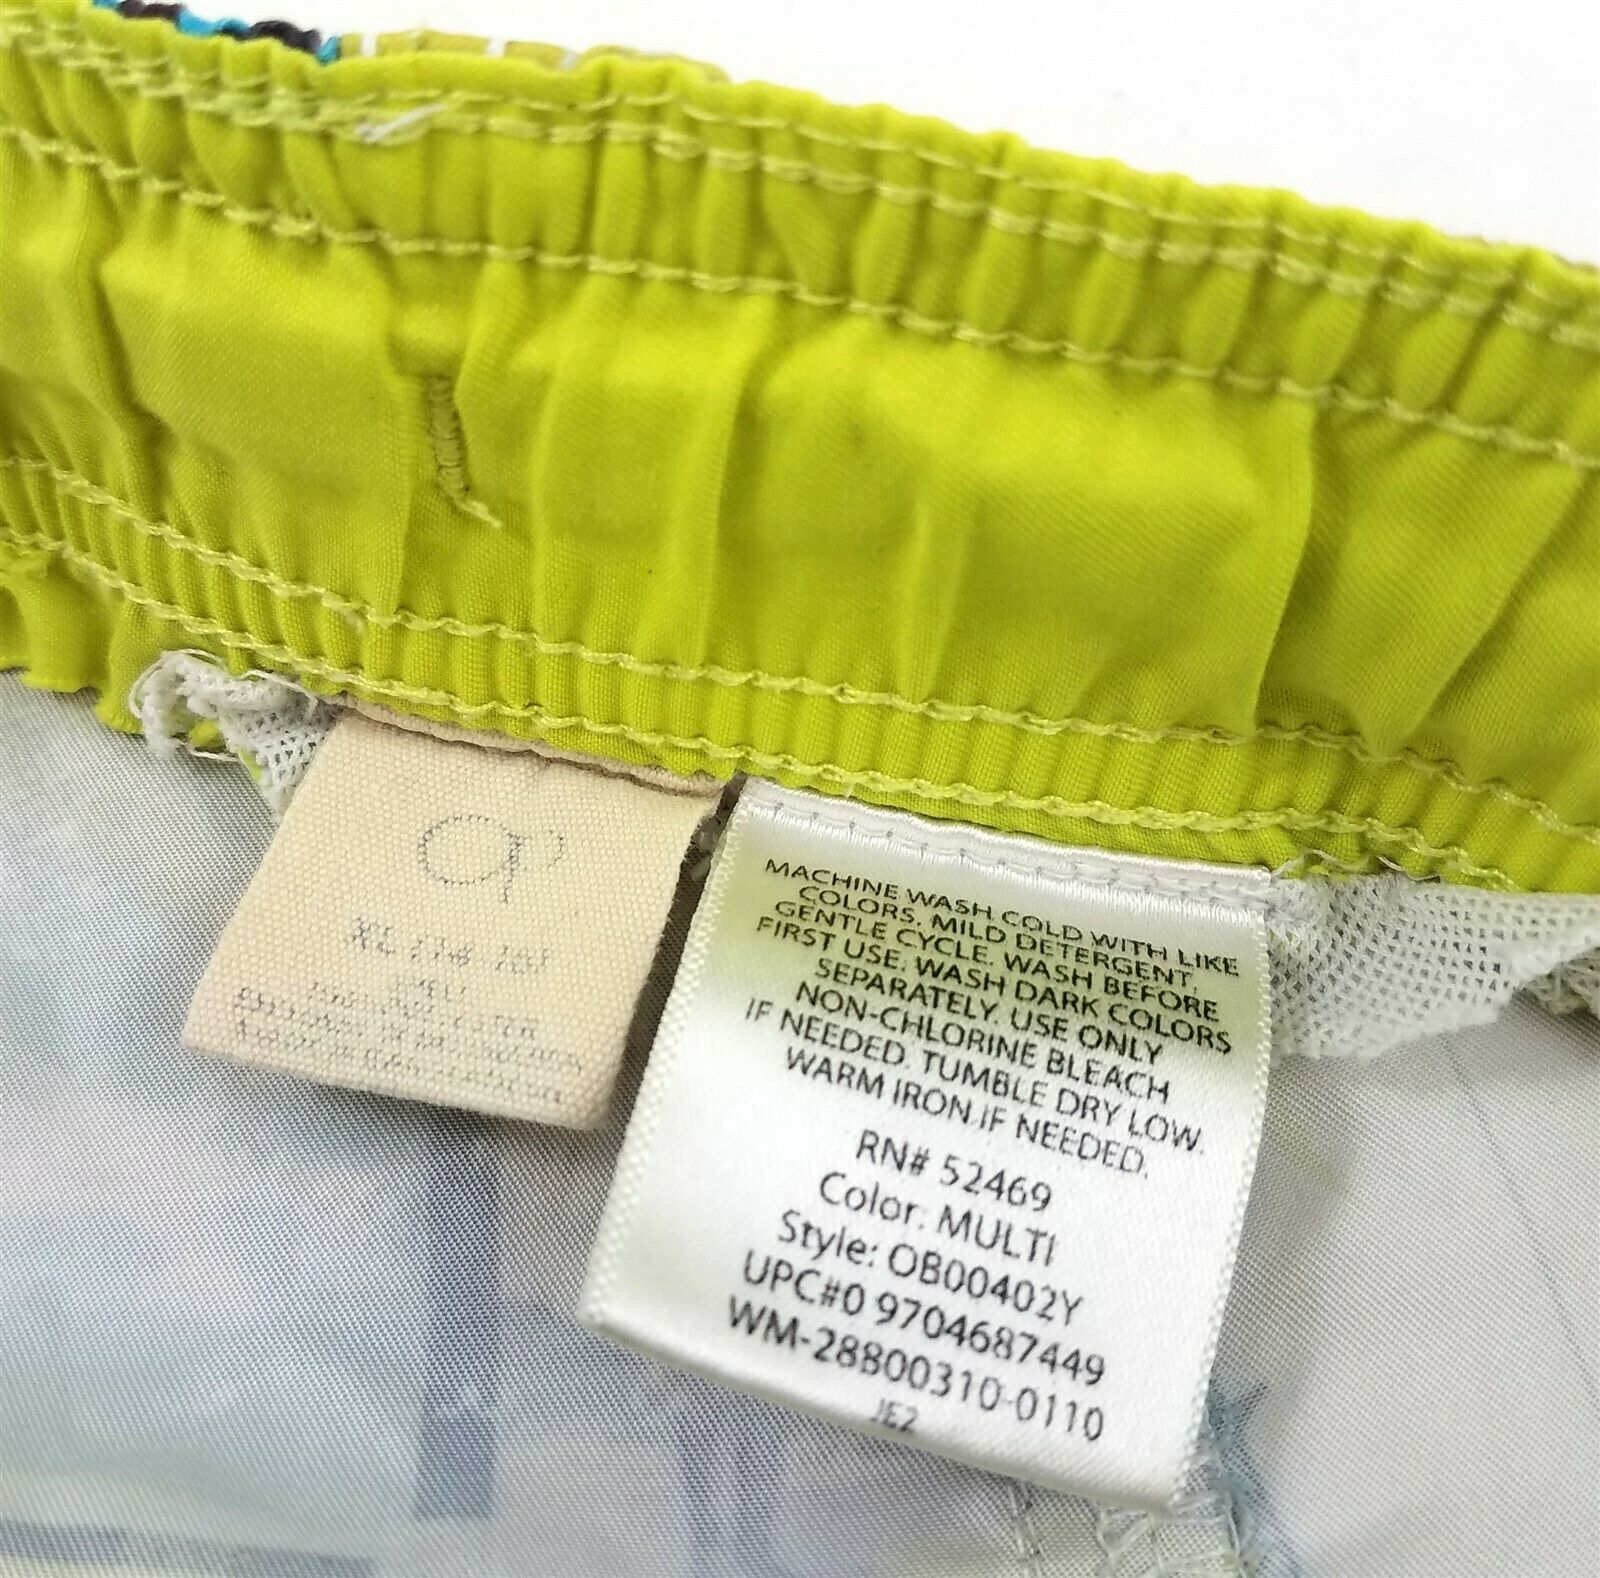 op
MACHINE WASH COLD WITH LIKE
COLORS. MILD DETERGENT.
GENTLE CYCLE. WASH BEFORE
FIRST USE. WASH DARK COLORS
SEPARATELY. USE ONLY
NON-CHLORINE BLEACH
IF NEEDED. TUMBLE DRY LOW.
WARM IRON IF NEEDED.
RN# 52469
Color: MULTI
Style: OB00402Y
UPC#0 9704687449
WM-28B00310-0110
JE2